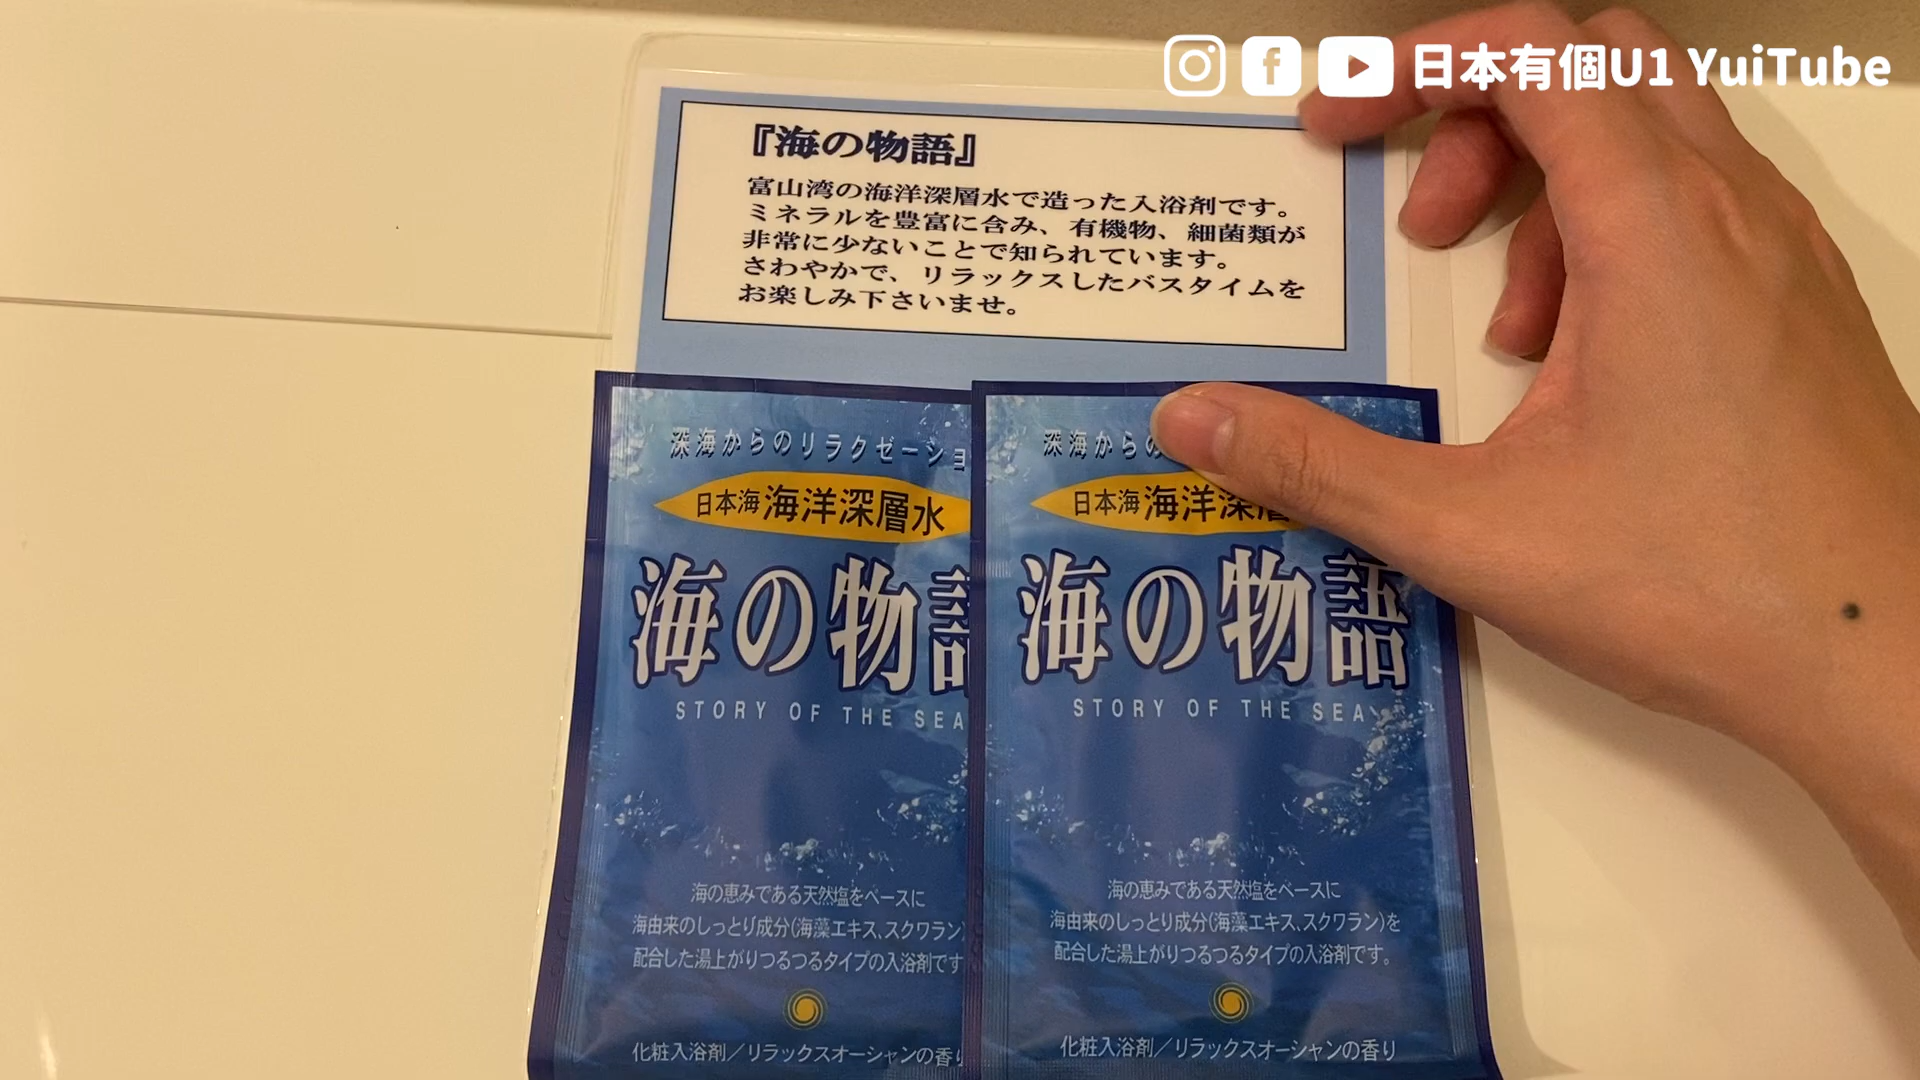 日本有個U1 YuiTube
『海の物語』
富山湾の海洋深層水で造った入浴剤です。
ミネラルを豊富に含み、有機物、細菌類が
非常に少ないことで知られています。
さわやかで、リラックスしたバスタイムを
お楽しみ下さいませ。
深海からのリラクゼーショ
日本海 海洋深層水
海の物語
STORY OF THE SEA
海の恵みである天然塩をベースに
海由来のしっとり成分(海藻エキス、スクワラン)
配合した湯上がりつるつるタイプの入浴剤です
化粧入浴剤／リラックスオーシャンの香り
深海からの
日本海 海洋深層
海の物語
STORY OF THE SEA
海の恵みである天然塩をベースに
海由来のしっとり成分(海藻エキス、スクワラン)を
配合した湯上がりつるつるタイプの入浴剤です。
化粧入浴剤／リラックスオーシャンの香り